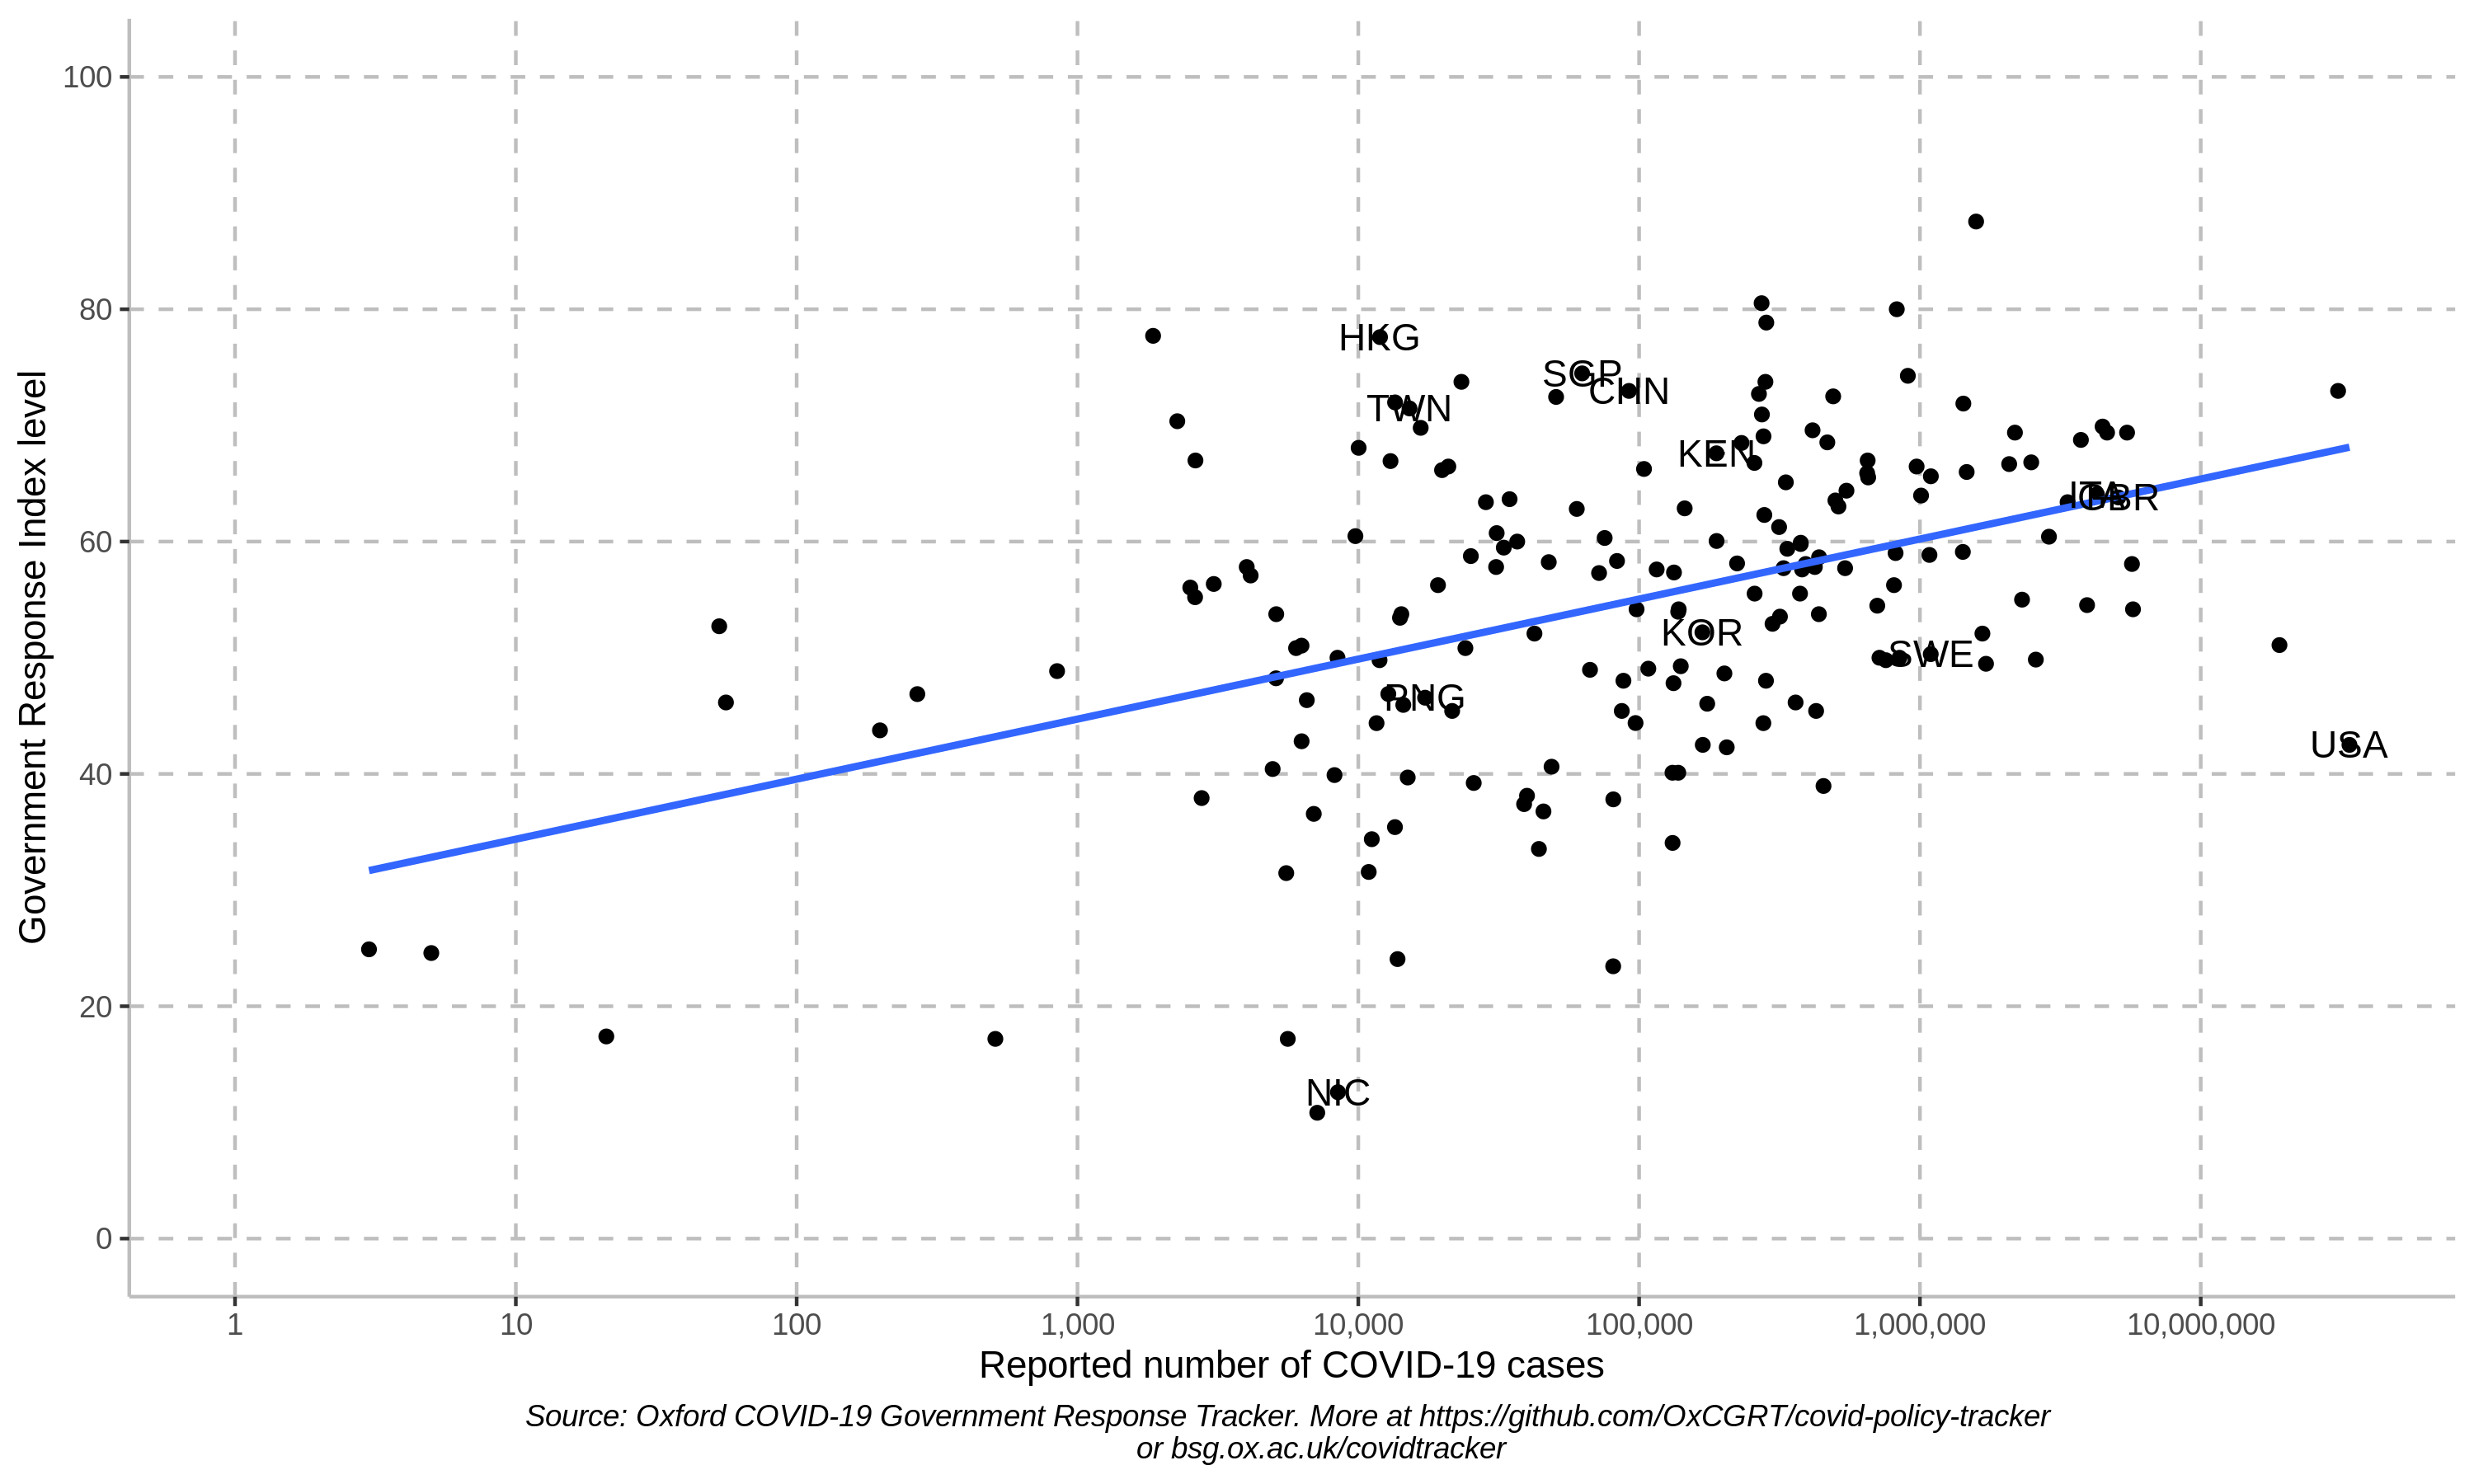 Government Response Index level
100
80
60
40
20
0
HKG
SGP
CHN
TWN
KEN
ITA
GBR
KOR
SWE
PNG
USA
NIC
1
10
100
1,000
10,000
100,000
1,000,000
10,000,000
Reported number of COVID-19 cases
Source: Oxford COVID-19 Government Response Tracker. More at https://github.com/OxCGRT/covid-policy-tracker
or bsg.ox.ac.uk/covidtracker